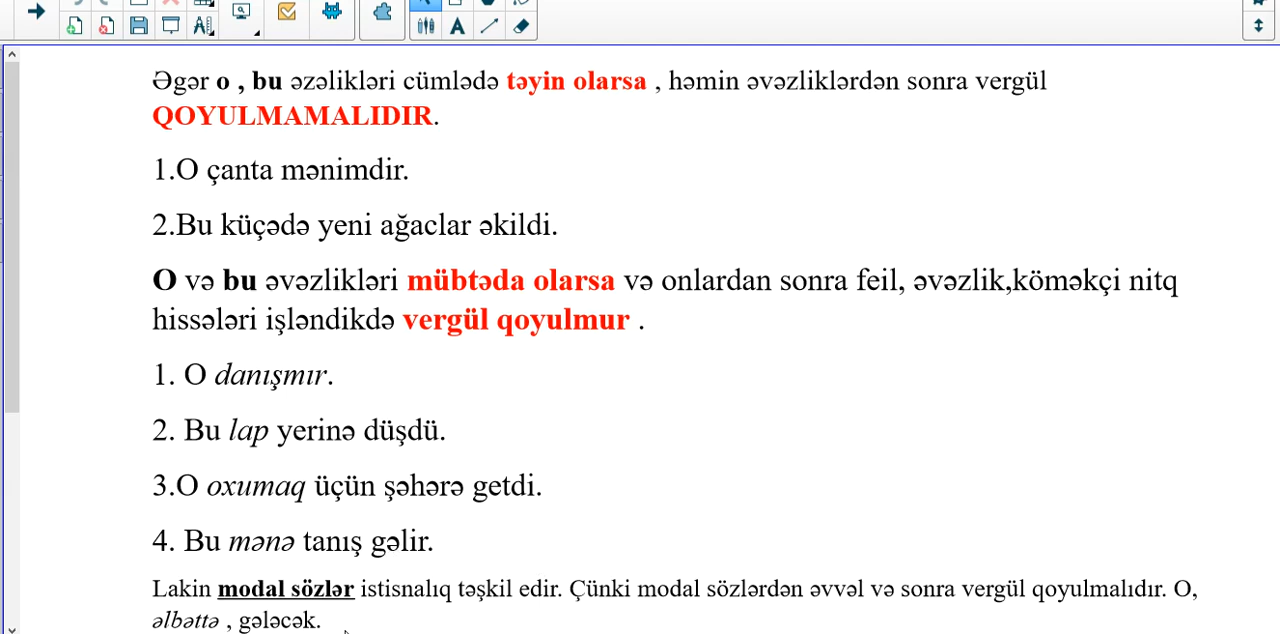 Əgər o , bu əzəlikləri cümlədə təyin olarsa , həmin əvəzliklərdən sonra vergül
QOYULMAMALIDIR.
1.O çanta mənimdir.
2.Bu küçədə yeni ağaclar əkildi.
O və bu əvəzlikləri mübtəda olarsa və onlardan sonra feil, əvəzlik,köməkçi nitq
hissələri işləndikdə vergül qoyulmur .
1. O danışmır.
2. Bu lap yerinə düşdü.
3.O oxumaq üçün şəhərə getdi.
4. Bu mənə tanış gəlir.
Lakin modal sözlər istisnalıq təşkil edir. Çünki modal sözlərdən əvvəl və sonra vergül qoyulmalıdır. O,
əlbəttə , gələcək.